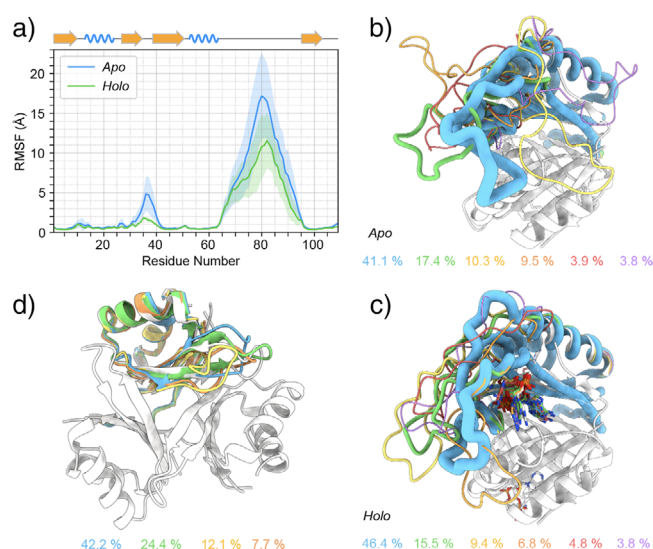 a)
RMSF (Å)
20
15
10
5
0
Apo
Holo
20 40 60 80 100
Residue Number
b)
Apo
41.1 % 17.4 % 10.3 % 9.5 % 3.9 % 3.8 %
d)
42.2 % 24.4 % 12.1 % 7.7 %
c)
Holo
46.4 % 15.5 % 9.4 % 6.8 % 4.8 % 3.8 %